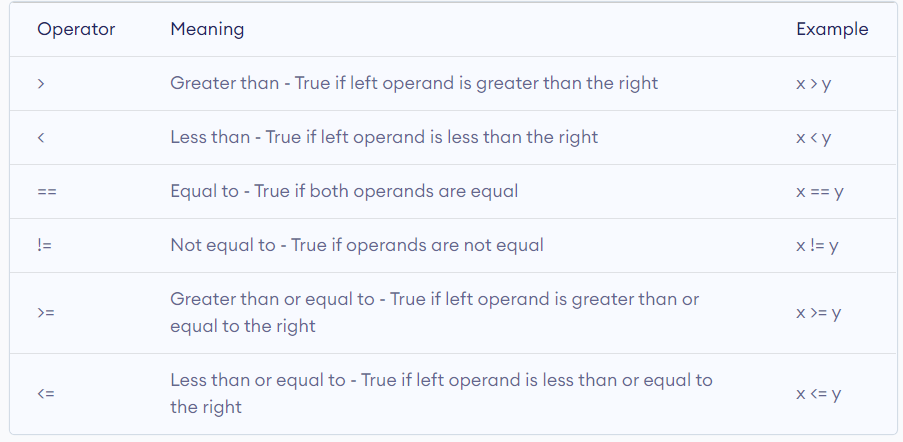 Operator Meaning Example
> Greater than - True if left operand is greater than the right x > y
< Less than - True if left operand is less than the right x < y
== Equal to - True if both operands are equal x == y
!= Not equal to - True if operands are not equal x != y
>= Greater than or equal to - True if left operand is greater than or
equal to the right x >= y
<= Less than or equal to - True if left operand is less than or equal to
the right x <= y